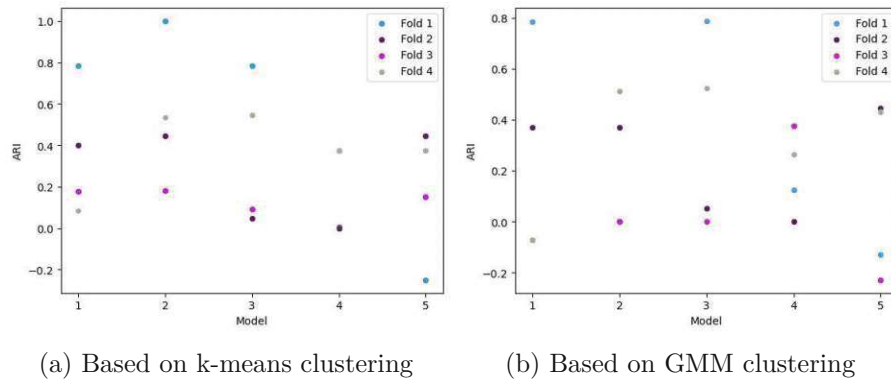 1.0
0.8
0.6
0.4
0.2
0.0
−0.2
ARI
1 2 3 4 5
Model
Fold 1
Fold 2
Fold 3
Fold 4
(a) Based on k-means clustering
0.8
0.6
0.4
0.2
0.0
−0.2
ARI
1 2 3 4 5
Model
Fold 1
Fold 2
Fold 3
Fold 4
(b) Based on GMM clustering